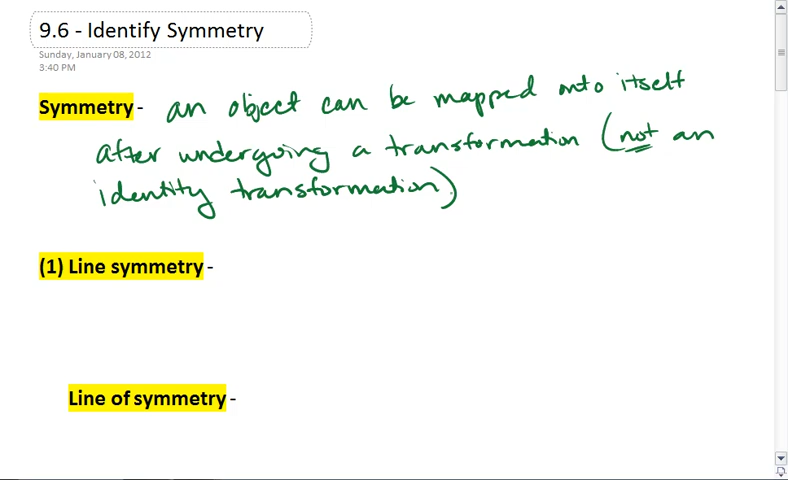 9.6 - Identify Symmetry
Sunday, January 08, 2012
3:40 PM
Symmetry - an object can be mapped onto itself
after undergoing a transformation (not an
identity transformation)
(1) Line symmetry -
Line of symmetry -